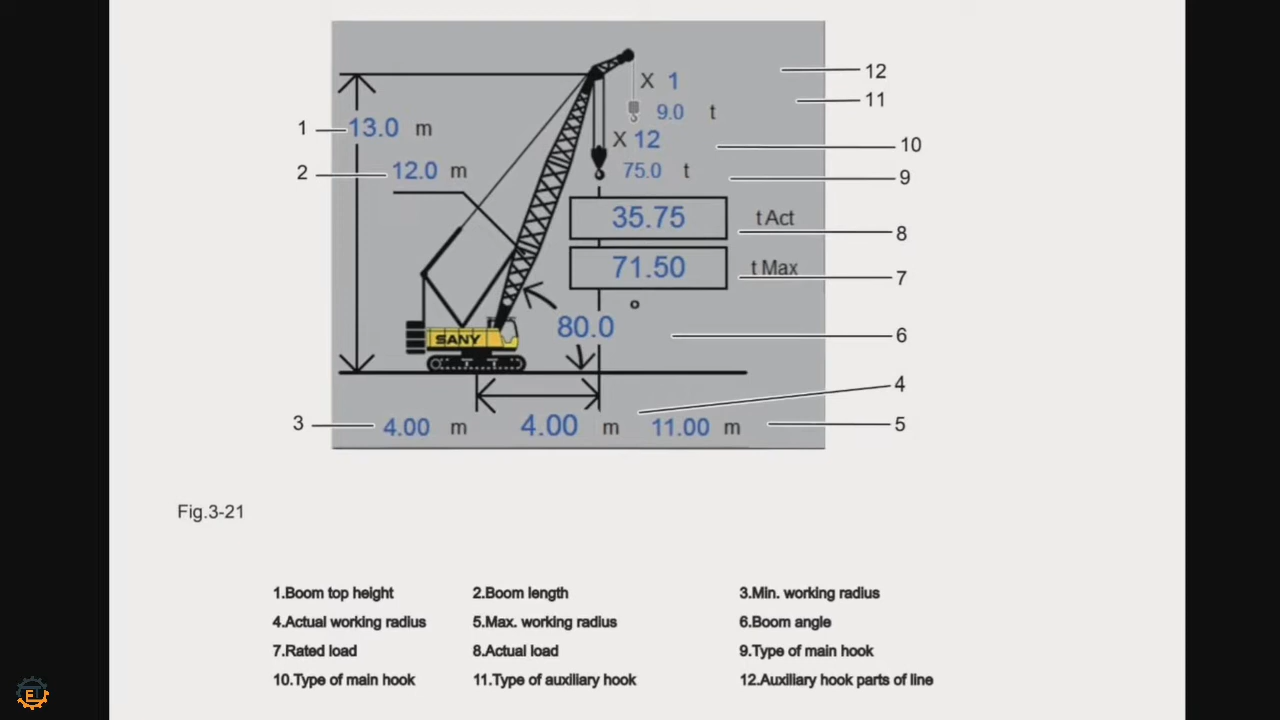 X 1
12
9.0 t
11
1 13.0 m
X 12
10
2 12.0 m
75.0 t
9
35.75 t Act
8
71.50 t Max
7
80.0 °
6
SANY
4
3 4.00 m 4.00 m 11.00 m 5
Fig.3-21
1.Boom top height 2.Boom length 3.Min. working radius
4.Actual working radius 5.Max. working radius 6.Boom angle
7.Rated load 8.Actual load 9.Type of main hook
10.Type of main hook 11.Type of auxiliary hook 12.Auxiliary hook parts of line